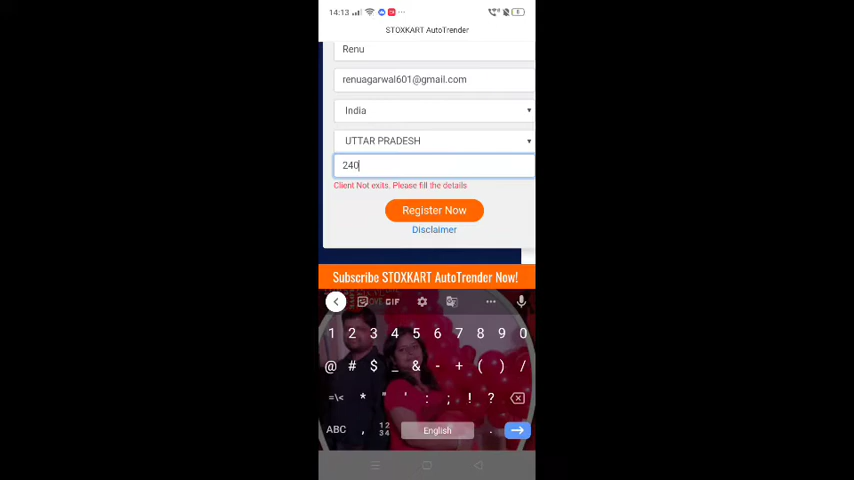 14:13
STOXKART AutoTrender
Renu
renuagarwal601@gmail.com
India
UTTAR PRADESH
240
Client Not exits. Please fill the details
Register Now
Disclaimer
Subscribe STOXKART AutoTrender Now!
GIF
1 2 3 4 5 6 7 8 9 0
@ # $ _ & - + ( ) /
=\< * " ' : ; ! ?
ABC , 12 34 English .